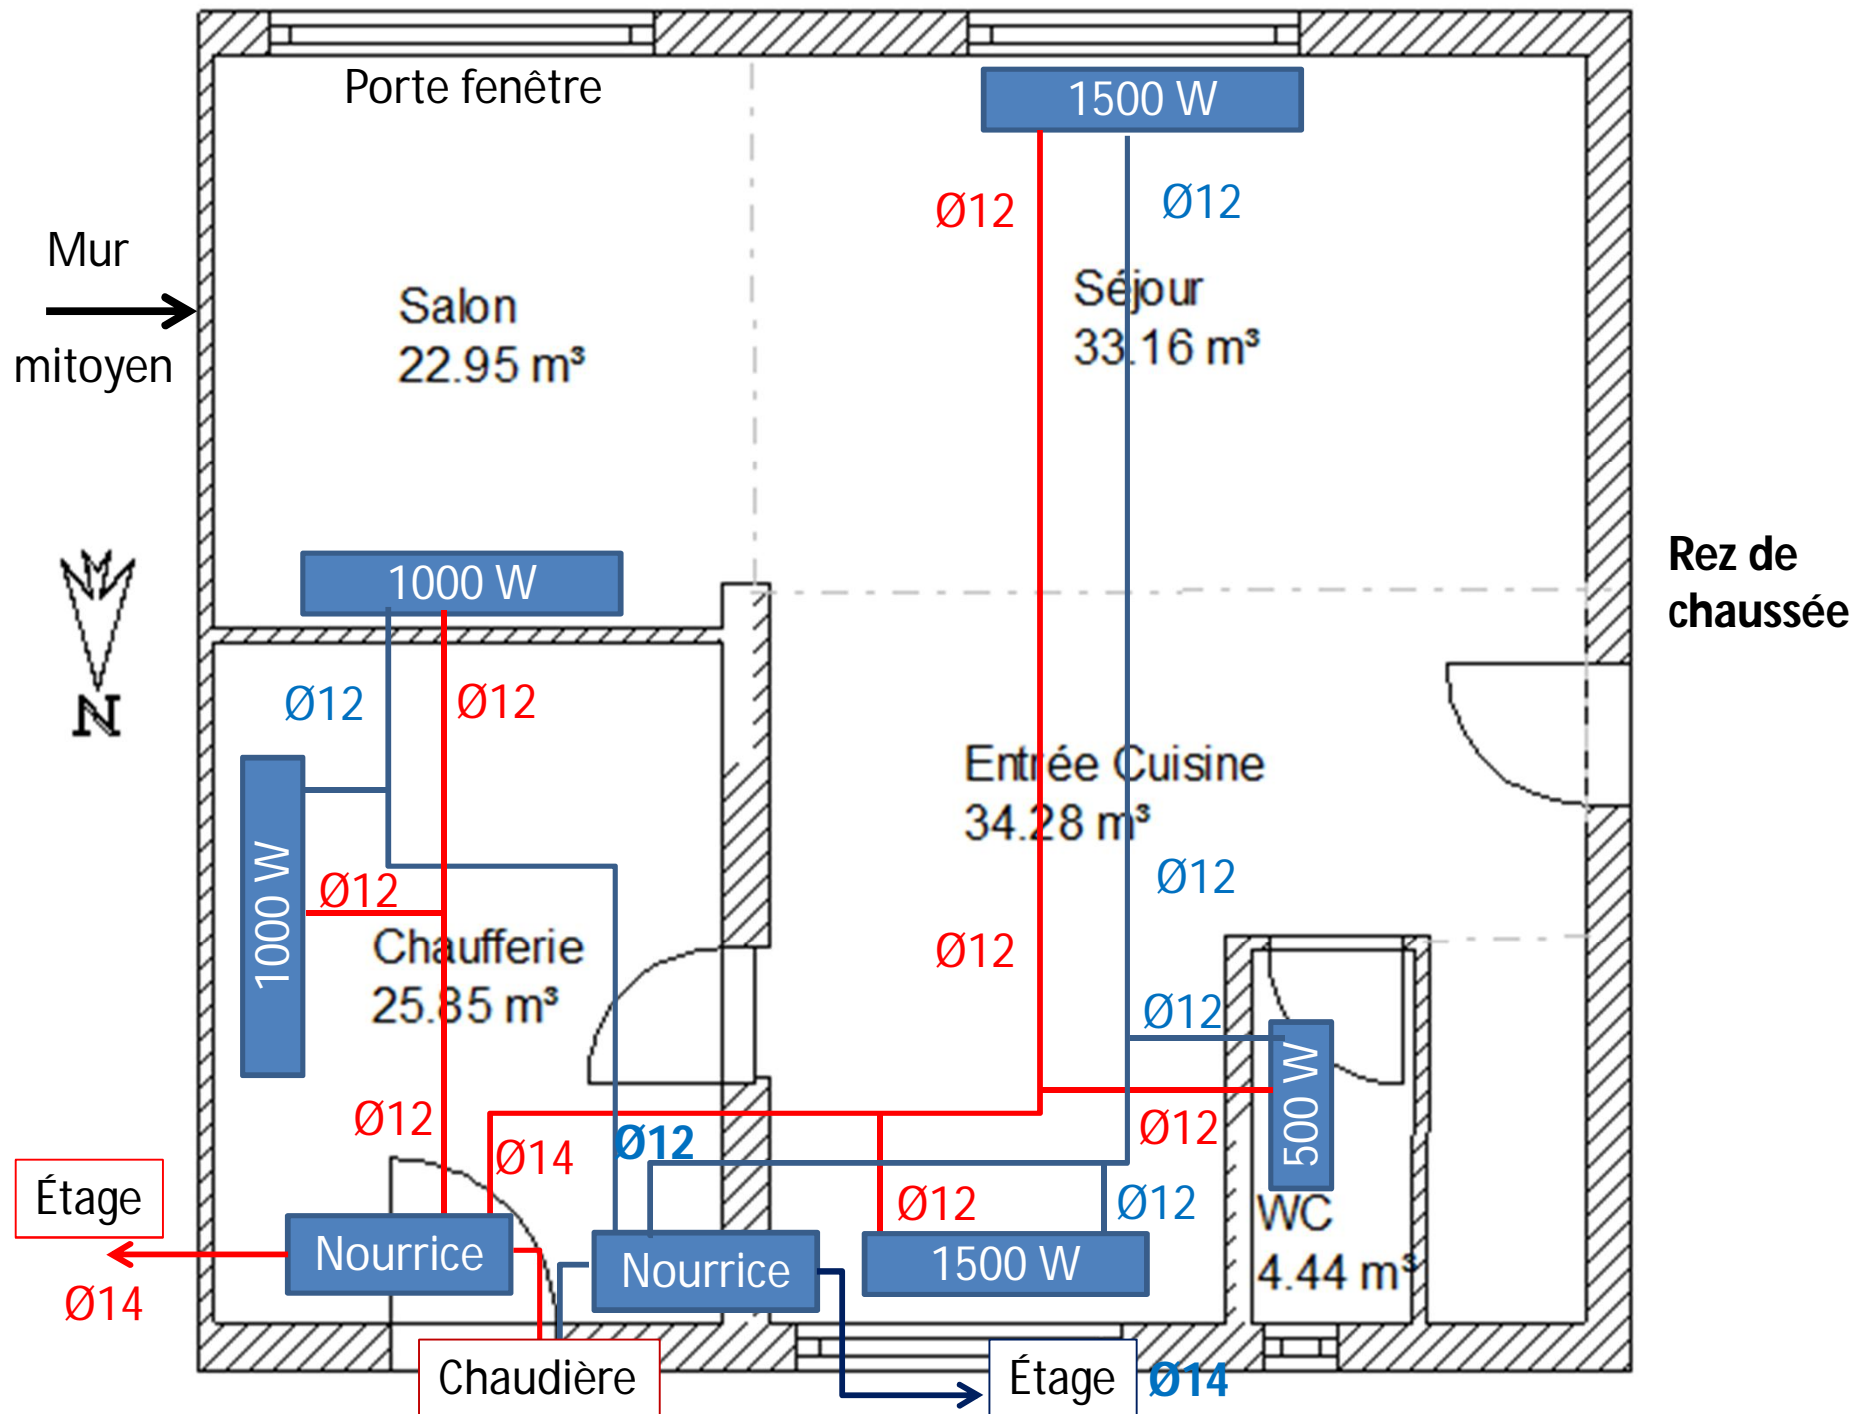 Porte fenêtre
1500 W
Ø12
Ø12
Mur
mitoyen
Salon
22.95 m³
Séjour
33.16 m³
Rez de
chaussée
1000 W
N
Ø12
Ø12
Entrée Cuisine
34.28 m³
1000 W
Ø12
Ø12
Chaufferie
25.85 m³
Ø12
Ø12
500 W
Ø12
Ø14
Ø12
Ø12
Étage
Ø12
Ø12
WC
4.44 m³
Nourrice
Nourrice
1500 W
Ø14
Chaudière
Étage
Ø14